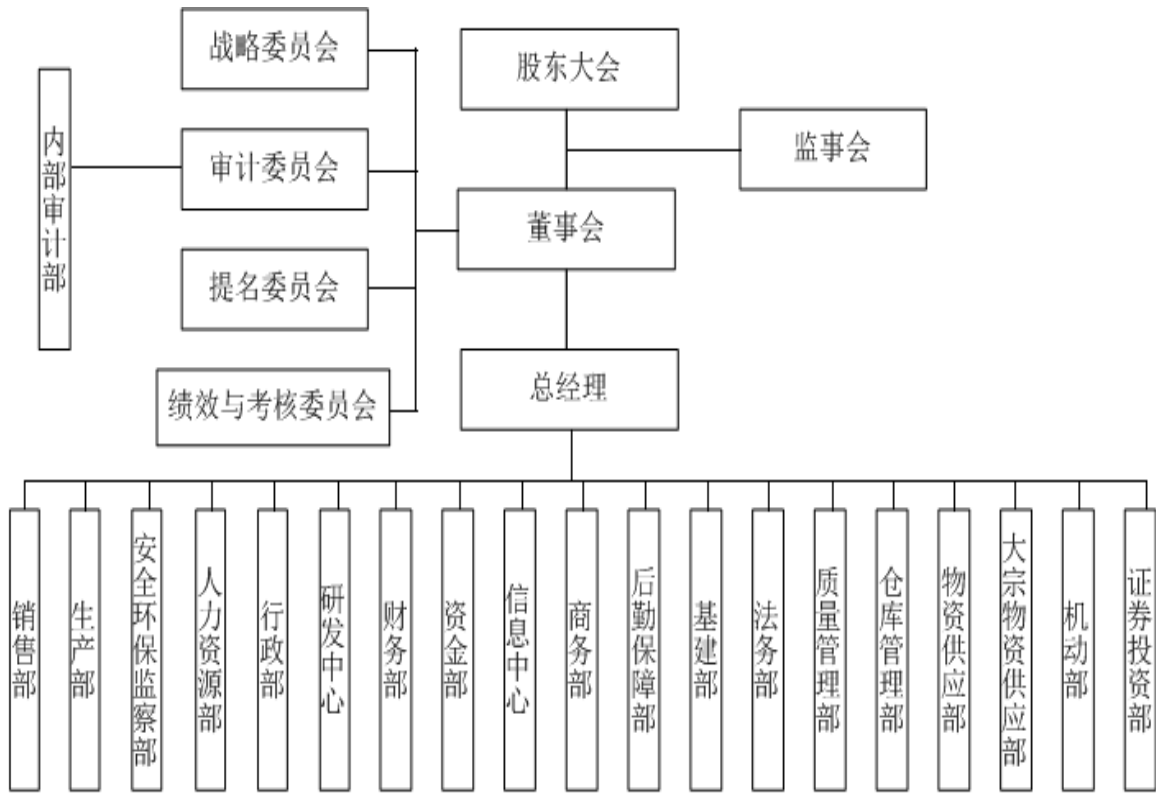 战略委员会
股东大会
内部审计部
监事会
审计委员会
董事会
提名委员会
总经理
绩效与考核委员会
销售部
生产部
安全环保监察部
人力资源部
行政部
研发中心
财务部
资金部
信息中心
商务部
后勤保障部
基建部
法务部
质量管理部
仓库管理部
物资供应部
大宗物资供应部
机动部
证券投资部